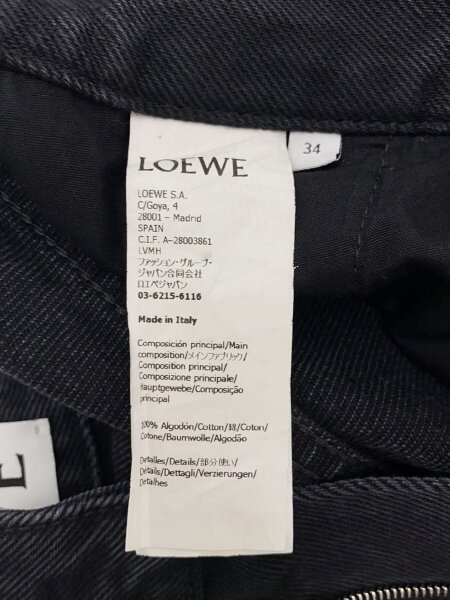 LOEWE
34
LOEWE S.A.
C/Goya, 4
28001 – Madrid
SPAIN
C.I.F. A-28003861
LVMH
ファッション・グループ・
ジャパン合同会社
ロエベジャパン
03-6215-6116
Made in Italy
Composición principal/Main
composition/メインファブリック/
Composition principal/
Composizione principale/
Hauptgewebe/Composição
principal
100% Algodón/Cotton/綿/Coton/
Cotone/Baumwolle/Algodão
Detalles/Details/部分使い/
Détails/Dettagli/Verzierungen/
Detalhes
E